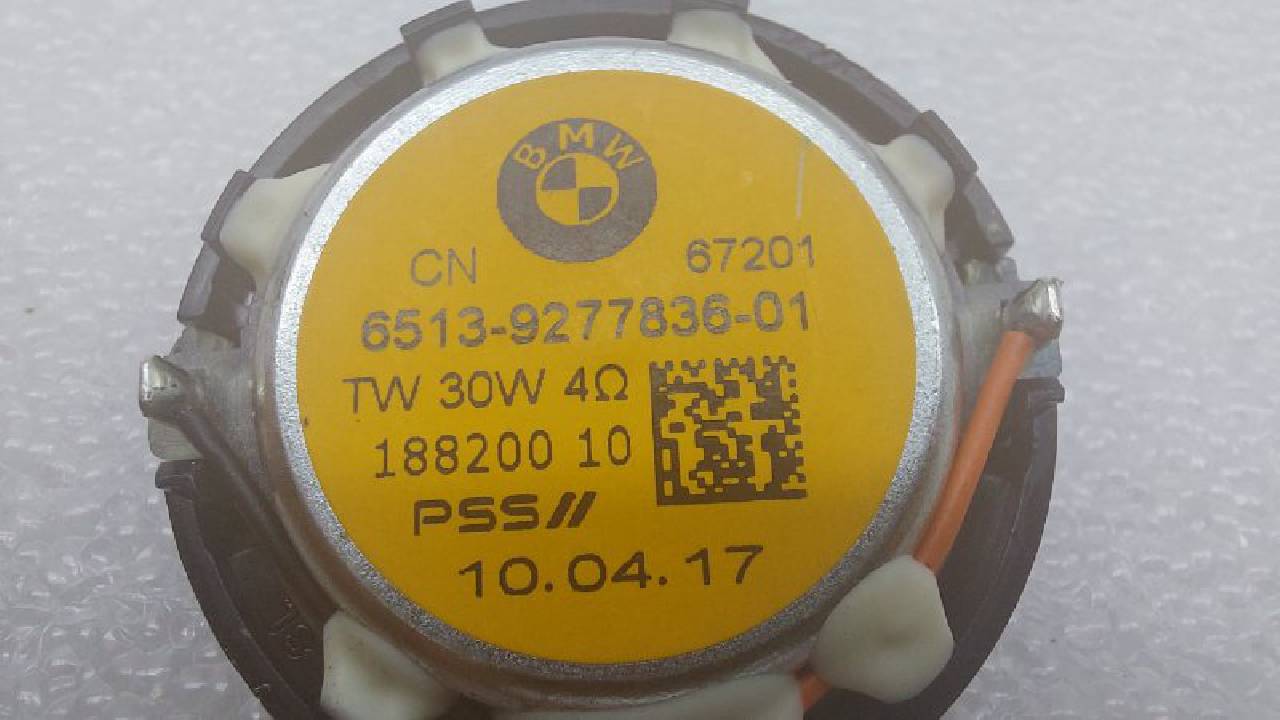 BMW
CN 67201
6513-9277836-01
TW 30W 4Ω
188200 10
PSS//
10.04.17